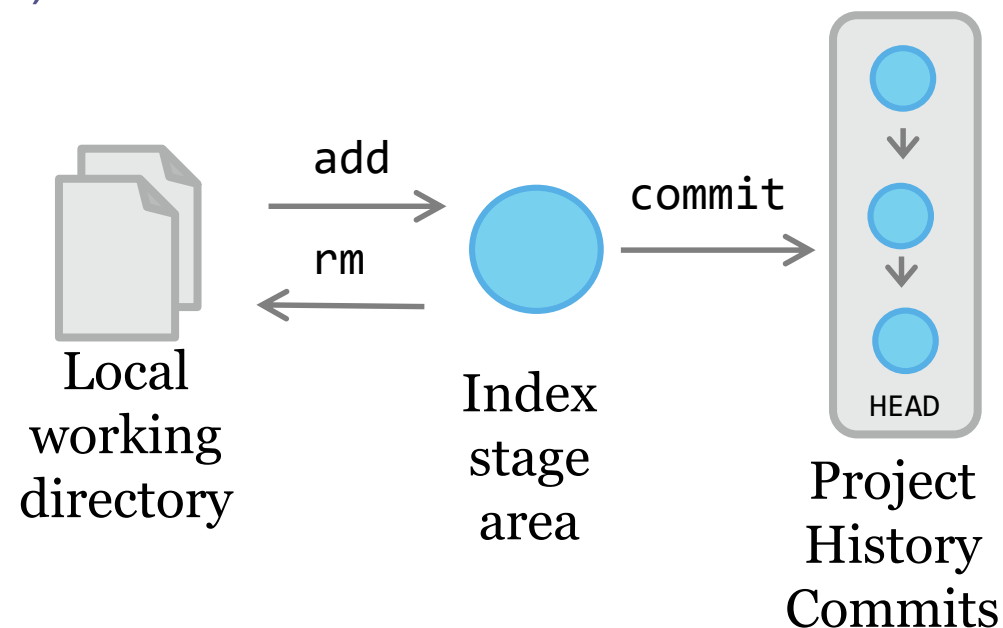 add
rm
commit
HEAD
Local
working
directory
Index
stage
area
Project
History
Commits